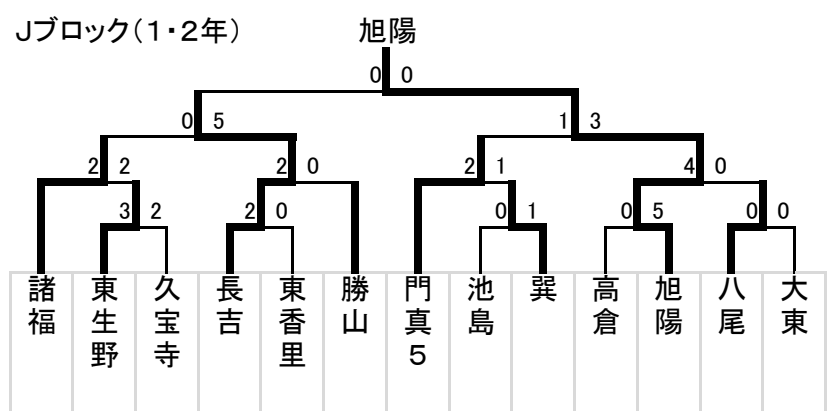 Jブロック（１・２年）
旭陽
0 0
0 5
1 3
2 2
2 0
2 1
4 0
3 2
2 0
0 1
0 5
0 0
諸福
東生野
久宝寺
長吉
東香里
勝山
門真５
池島
巽
高倉
旭陽
八尾
大東